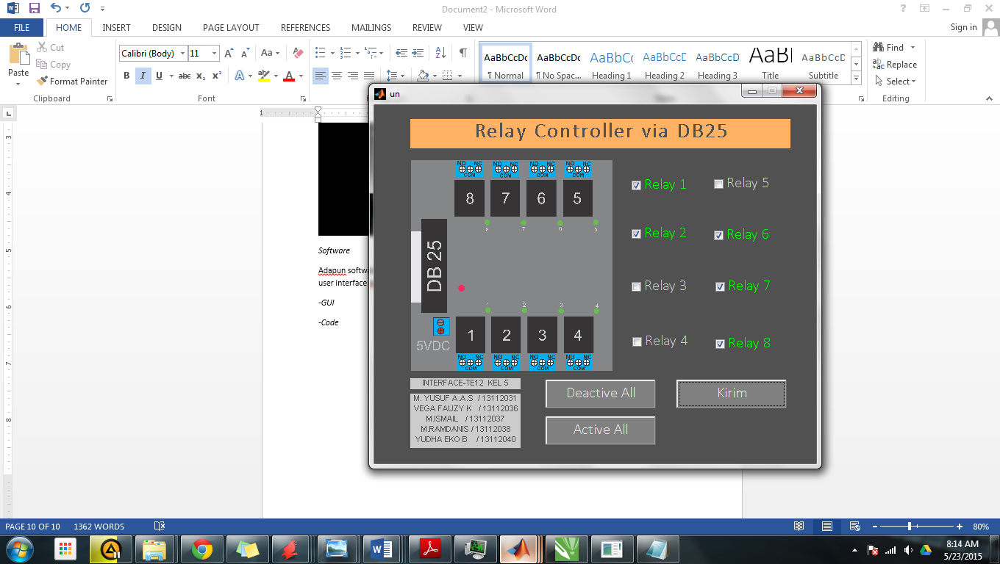 Document2 - Microsoft Word
FILE HOME INSERT DESIGN PAGE LAYOUT REFERENCES MAILINGS REVIEW VIEW Sign in
Paste
Cut
Copy
Format Painter
Clipboard
Calibri (Body) 11
Font
AaBbCcDc AaBbCcDc AaBbCc AaBbCcD AaBbCcD AaBl AaBbCcD
¶ Normal ¶ No Spac... Heading 1 Heading 2 Heading 3 Title Subtitle
Find
Replace
Select
Editing
Software
Adapun softwa
user interface
-GUI
-Code
un
Relay Controller via DB25
NO NC NO NC NO NC NO NC
COM COM COM COM
8 7 6 5
8 7 6 5
DB 25
1 2 3 4
1 2 3 4
5VDC
NO NC NO NC NO NC NO NC
COM COM COM COM
Relay 1 Relay 5
Relay 2 Relay 6
Relay 3 Relay 7
Relay 4 Relay 8
INTERFACE-TE12 KEL 5
M. YUSUF A.A.S / 13112031
VEGA FAUZY K / 13112036
M.ISMAIL / 13112037
M.RAMDANIS / 13112038
YUDHA EKO B / 13112040
Deactive All Kirim
Active All
PAGE 10 OF 10 1362 WORDS 80%
8:14 AM
5/23/2015